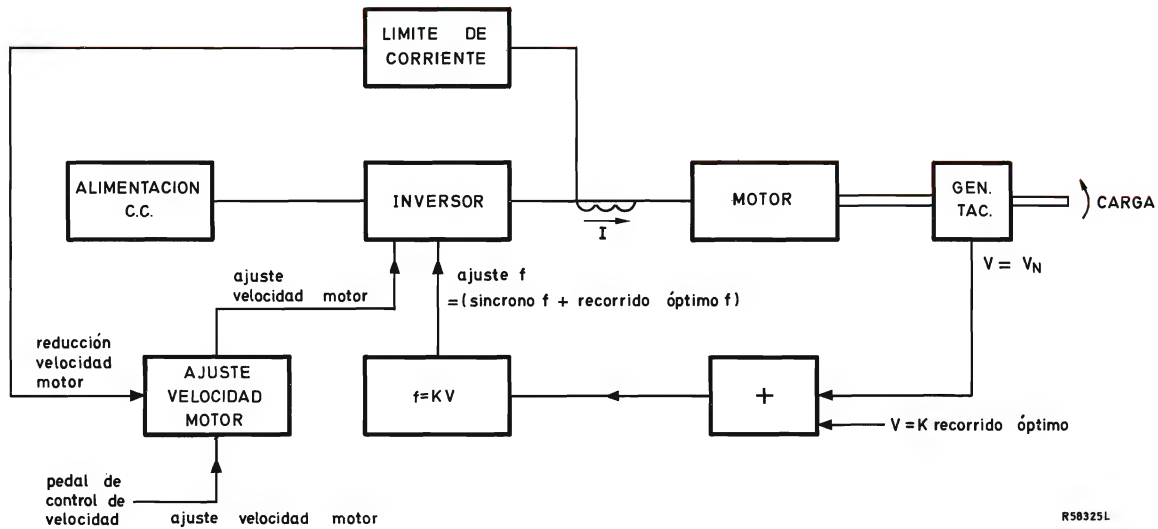 LIMITE DE
CORRIENTE
ALIMENTACION
C.C.
INVERSOR
I
MOTOR
GEN.
TAC.
CARGA
V = V_N
ajuste
velocidad motor
ajuste f
=(sincrono f + recorrido óptimo f)
reducción
velocidad
motor
AJUSTE
VELOCIDAD
MOTOR
f=KV
+
V=K recorrido óptimo
pedal de
control de
velocidad
ajuste velocidad motor
R58325L